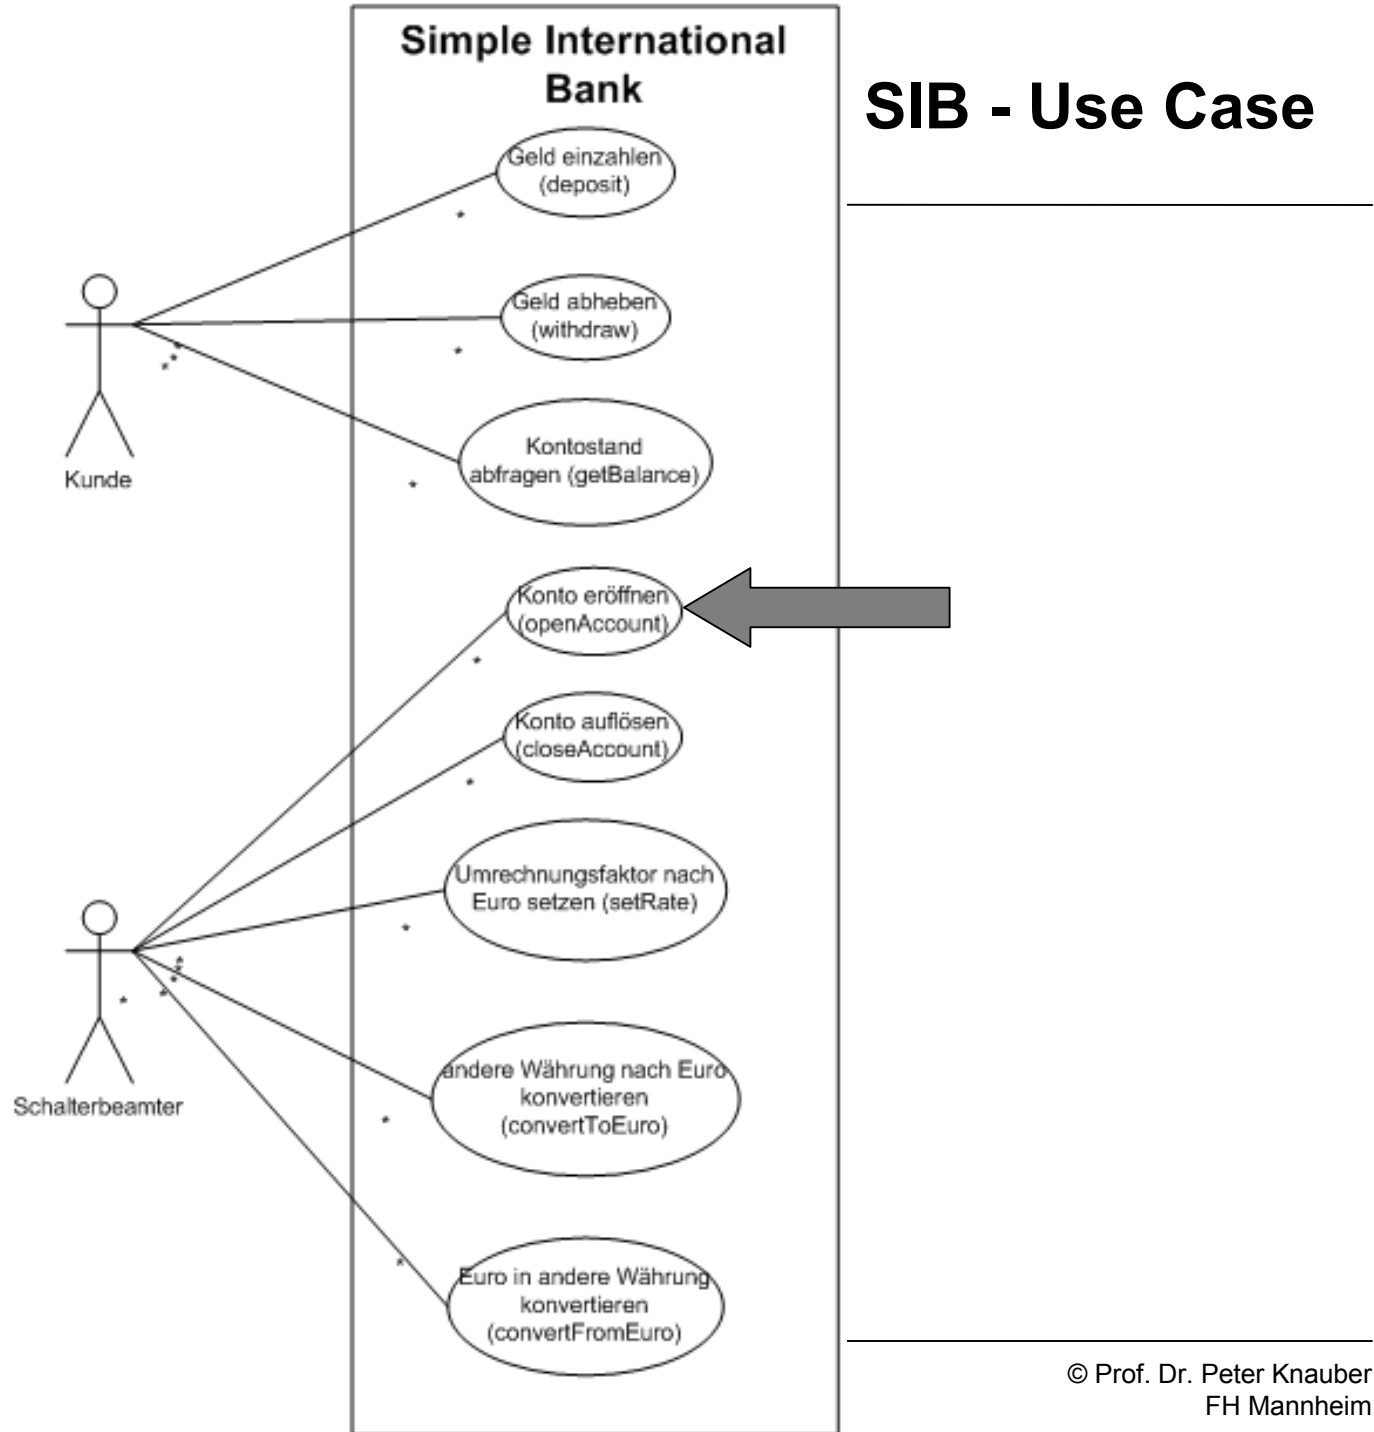 Simple International
Bank
SIB - Use Case
Geld einzahlen
(deposit)
*
Geld abheben
(withdraw)
*
*
*
*
Kunde
Kontostand
abfragen (getBalance)
*
Konto eröffnen
(openAccount)
*
Konto auflösen
(closeAccount)
*
Umrechnungsfaktor nach
Euro setzen (setRate)
*
*
*
*
*
*
Schalterbeamter
andere Währung nach Euro
konvertieren
(convertToEuro)
*
*
Euro in andere Währung
konvertieren
(convertFromEuro)
© Prof. Dr. Peter Knauber
FH Mannheim